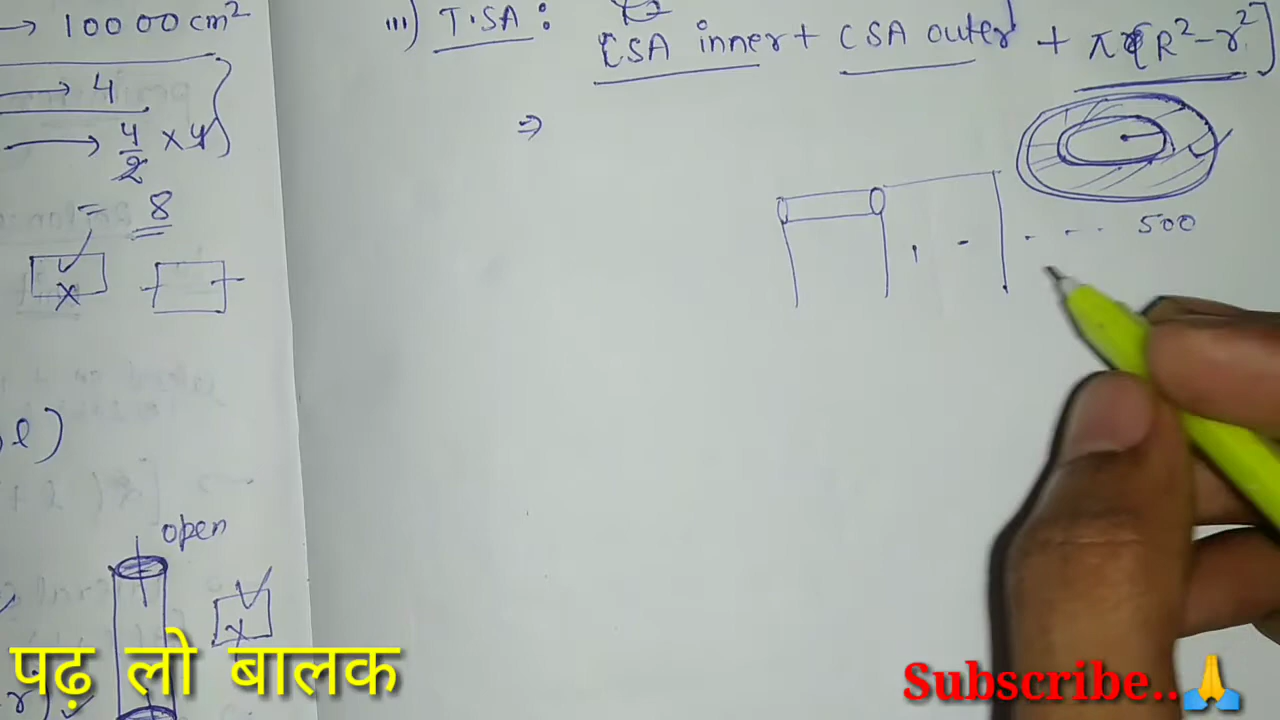 → 10000 cm²
→ 4
→ 4/2 × 4
= 8
X
l)
open
X
r) ✓
iii) T.SA :
CSA inner + CSA outer + π(R² - r²)]
⇒
500
पढ़ लो बालक
Subscribe..🙏